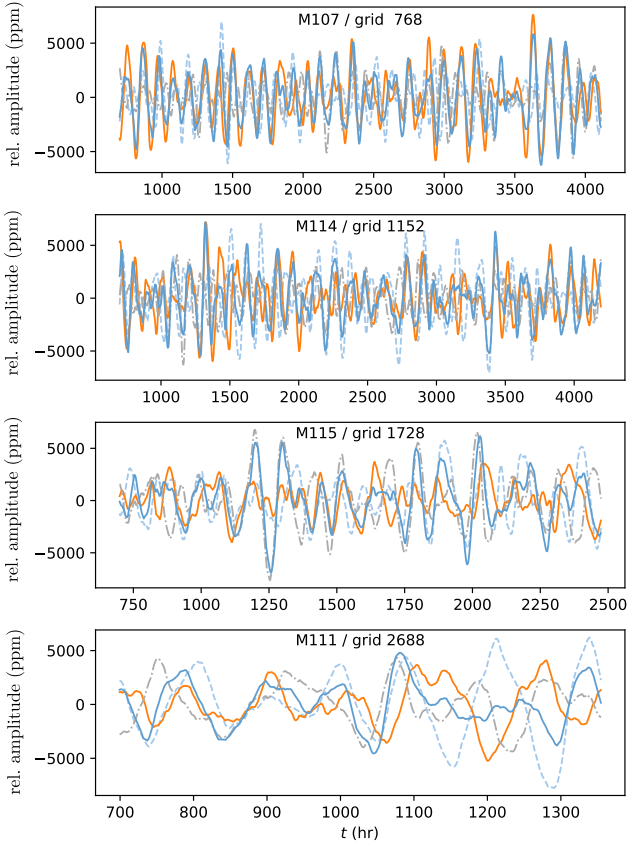 M107 / grid  768
rel. amplitude (ppm)
5000
0
−5000
1000 1500 2000 2500 3000 3500 4000
M114 / grid 1152
rel. amplitude (ppm)
5000
0
−5000
1000 1500 2000 2500 3000 3500 4000
M115 / grid 1728
rel. amplitude (ppm)
5000
0
−5000
750 1000 1250 1500 1750 2000 2250 2500
M111 / grid 2688
rel. amplitude (ppm)
5000
0
−5000
700 800 900 1000 1100 1200 1300
t (hr)